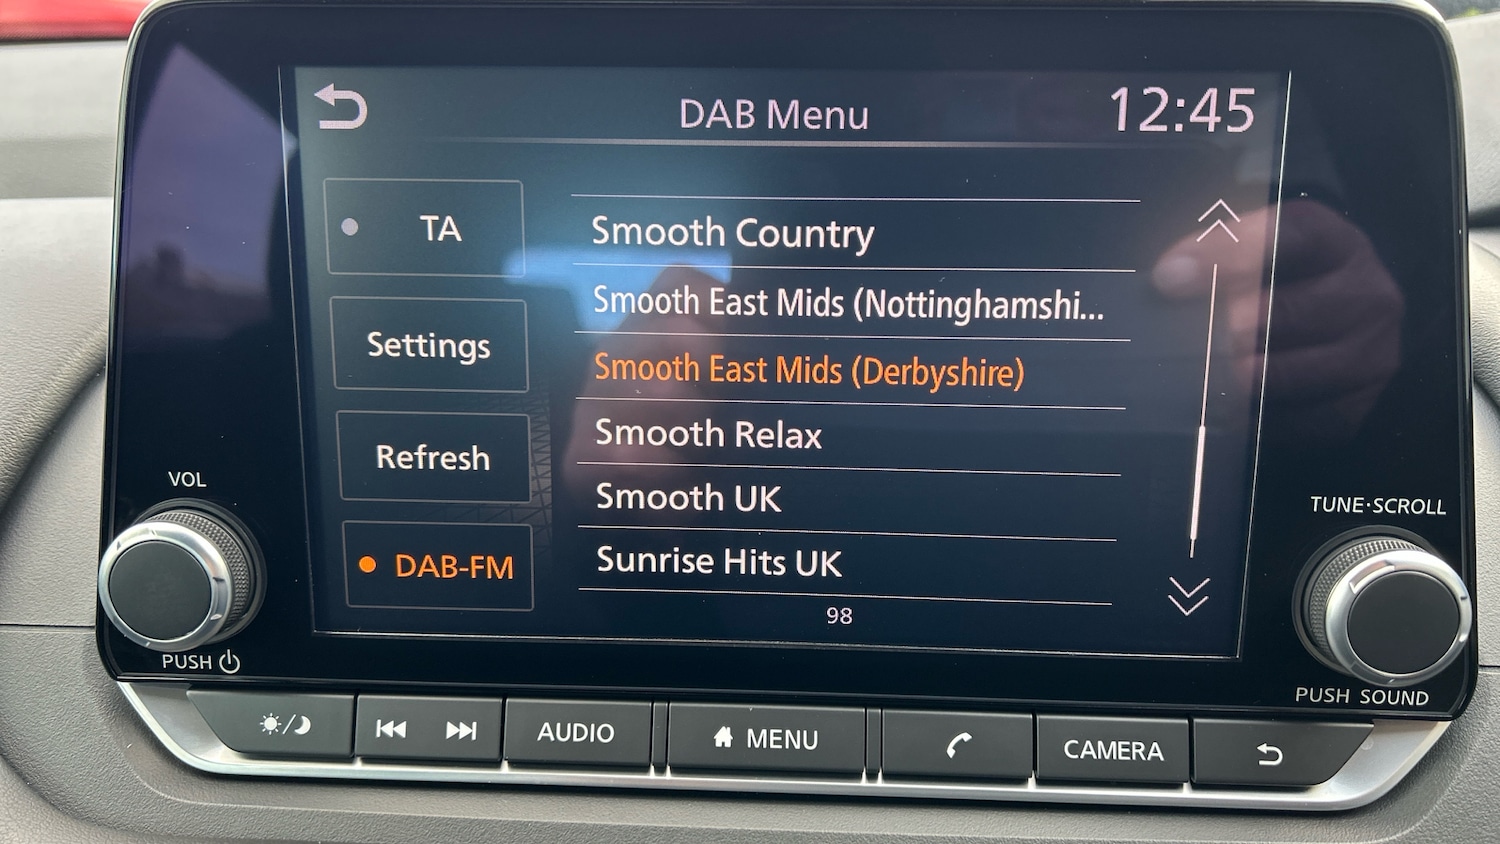 DAB Menu
12:45
TA
Settings
Refresh
DAB-FM
Smooth Country
Smooth East Mids (Nottinghamshi...
Smooth East Mids (Derbyshire)
Smooth Relax
Smooth UK
Sunrise Hits UK
98
VOL
PUSH
TUNE·SCROLL
PUSH SOUND
AUDIO
MENU
CAMERA